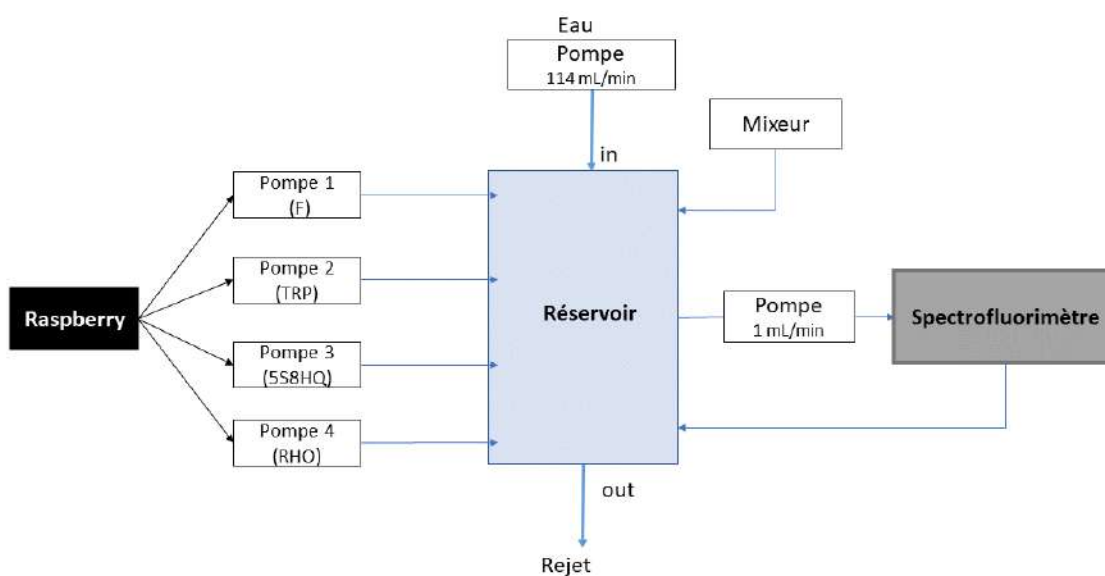 Eau
Pompe
114 mL/min
Mixeur
in
Pompe 1
(F)
Pompe 2
(TRP)
Raspberry
Réservoir
Pompe
1 mL/min
Spectrofluorimètre
Pompe 3
(5S8HQ)
Pompe 4
(RHO)
out
Rejet